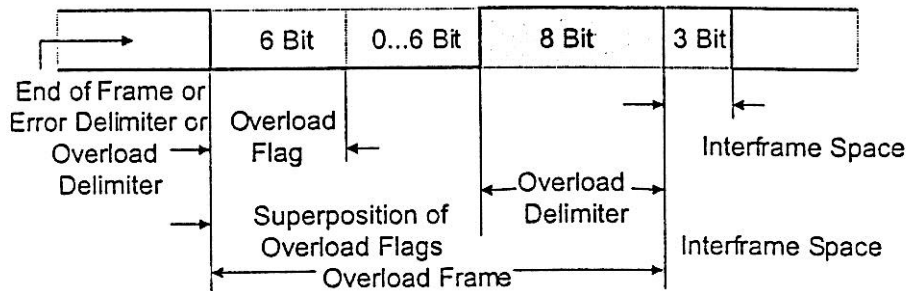 6 Bit 0...6 Bit 8 Bit 3 Bit
End of Frame or
Error Delimiter or
Overload
Delimiter
Overload
Flag
Interframe Space
Overload
Delimiter
Superposition of
Overload Flags
Interframe Space
Overload Frame